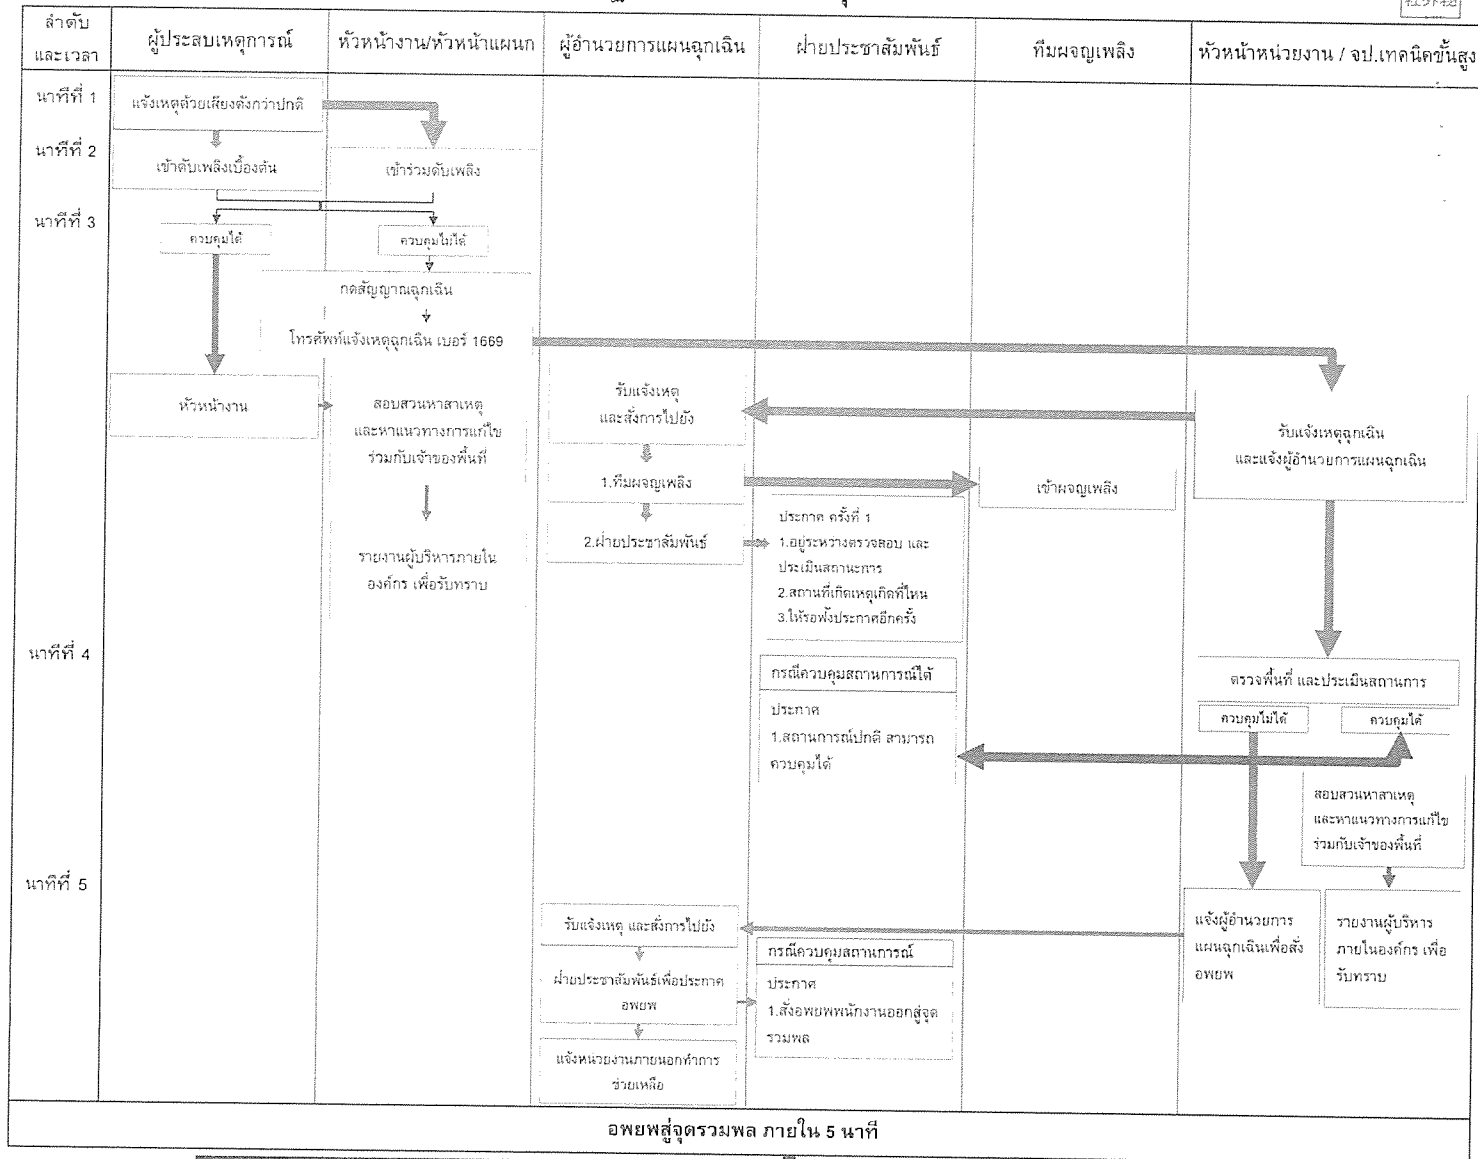 ลำดับ
และเวลา
ผู้ประสบเหตุการณ์
หัวหน้างาน/หัวหน้าแผนก
ผู้อำนวยการแผนฉุกเฉิน
ฝ่ายประชาสัมพันธ์
ทีมผจญเพลิง
หัวหน้าหน่วยงาน / จป.เทคนิคขั้นสูง
นาทีที่ 1
แจ้งเหตุด้วยเสียงดังกว่าปกติ
นาทีที่ 2
เข้าดับเพลิงเบื้องต้น
เข้าร่วมดับเพลิง
นาทีที่ 3
ควบคุมได้
ควบคุมไม่ได้
กดสัญญาณฉุกเฉิน
โทรศัพท์แจ้งเหตุฉุกเฉิน เบอร์ 1669
หัวหน้างาน
สอบสวนหาสาเหตุ
และหาแนวทางการแก้ไข
ร่วมกับเจ้าของพื้นที่
รายงานผู้บริหารภายใน
องค์กร เพื่อรับทราบ
รับแจ้งเหตุ
และสั่งการไปยัง
1.ทีมผจญเพลิง
2.ฝ่ายประชาสัมพันธ์
ประกาศ ครั้งที่ 1
1.อยู่ระหว่างตรวจสอบ และ
ประเมินสถานะการ
2.สถานที่เกิดเหตุเกิดที่ไหน
3.ให้รอฟังประกาศอีกครั้ง
เข้าผจญเพลิง
รับแจ้งเหตุฉุกเฉิน
และแจ้งผู้อำนวยการแผนฉุกเฉิน
นาทีที่ 4
กรณีควบคุมสถานการณ์ได้
ประกาศ
1.สถานการณ์ปกติ สามารถ
ควบคุมได้
ตรวจพื้นที่ และประเมินสถานการ
ควบคุมไม่ได้
ควบคุมได้
สอบสวนหาสาเหตุ
และหาแนวทางการแก้ไข
ร่วมกับเจ้าของพื้นที่
นาทีที่ 5
รับแจ้งเหตุ และสั่งการไปยัง
ฝ่ายประชาสัมพันธ์เพื่อประกาศ
อพยพ
แจ้งหน่วยงานภายนอกทำการ
ช่วยเหลือ
กรณีควบคุมสถานการณ์
ประกาศ
1.สั่งอพยพพนักงานออกสู่จุด
รวมพล
แจ้งผู้อำนวยการ
แผนฉุกเฉินเพื่อสั่ง
อพยพ
รายงานผู้บริหาร
ภายในองค์กร เพื่อ
รับทราบ
อพยพสู่จุดรวมพล ภายใน 5 นาที